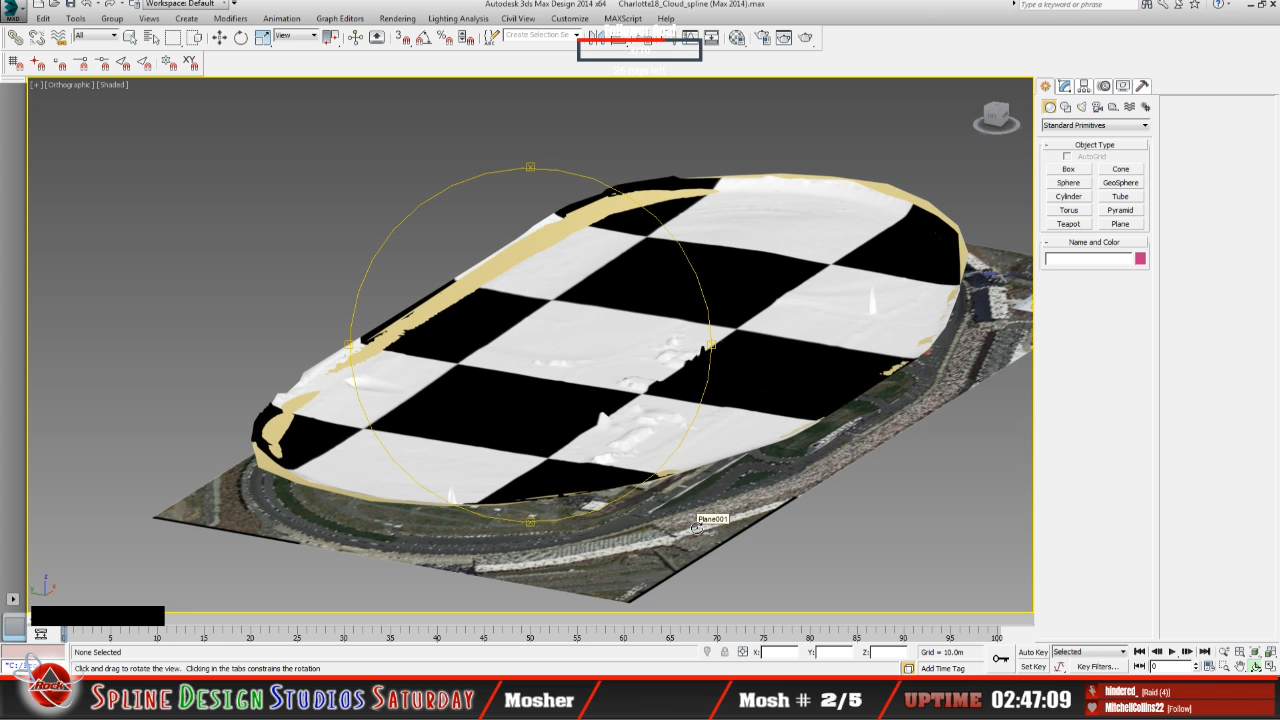 Workspace: Default
Autodesk 3ds Max Design 2014 x64
Charlotte18_Cloud_spline (Max 2014).max
Type a keyword or phrase
MXD
Edit Tools Group Views Create Modifiers Animation Graph Editors Rendering Lighting Analysis Civil View Customize MAXScript Help
All
View
Create Selection Se
XY
[+] [Orthographic] [Shaded]
Standard Primitives
Object Type
AutoGrid
Box Cone
Sphere GeoSphere
Cylinder Tube
Torus Pyramid
Teapot Plane
Name and Color
Plane001
z
y x
0 5 10 15 20 25 30 35 40 45 50 55 60 65 70 75 80 85 90 95 100
None Selected
X: Y: Z:
Grid = 10.0m
Auto Key
Selected
Click and drag to rotate the view. Clicking in the tabs constrains the rotation
Add Time Tag
Set Key
Key Filters...
0
Spline Design Studios Saturday
Mosher
Mosh # 2/5
UPTIME 02:47:09
hindered_ [Raid (4)]
MitchellCollins22 [Follow]